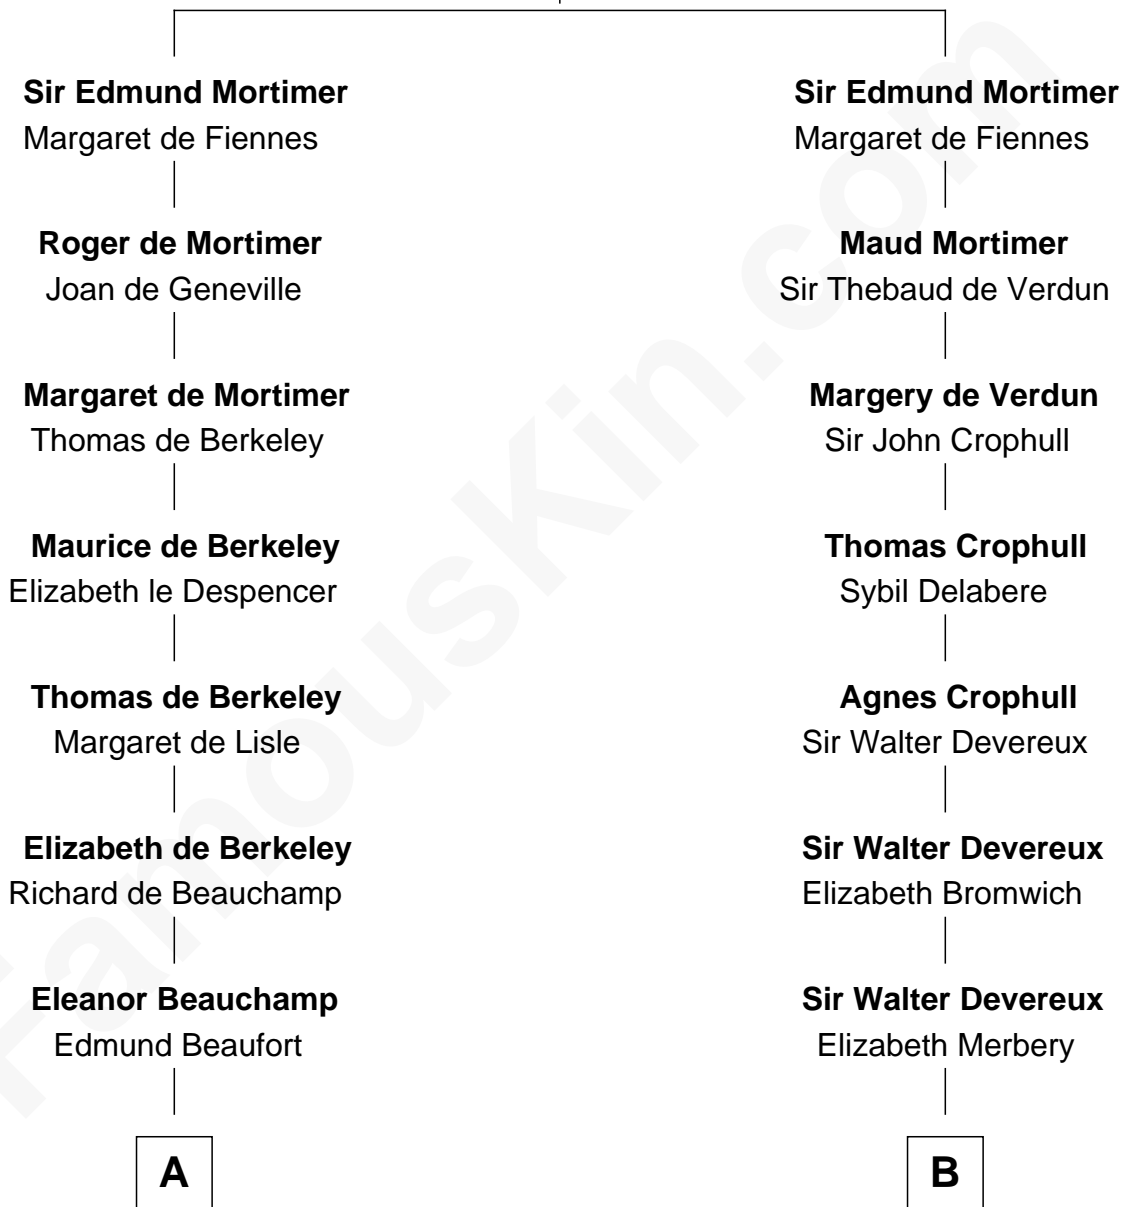 Sir Edmund Mortimer
Margaret de Fiennes
Roger de Mortimer
Joan de Geneville
Margaret de Mortimer
Thomas de Berkeley
Maurice de Berkeley
Elizabeth le Despencer
Thomas de Berkeley
Margaret de Lisle
Elizabeth de Berkeley
Richard de Beauchamp
Eleanor Beauchamp
Edmund Beaufort
A
Sir Edmund Mortimer
Margaret de Fiennes
Maud Mortimer
Sir Thebaud de Verdun
Margery de Verdun
Sir John Crophull
Thomas Crophull
Sybil Delabere
Agnes Crophull
Sir Walter Devereux
Sir Walter Devereux
Elizabeth Bromwich
Sir Walter Devereux
Elizabeth Merbery
B
FamousKin.com